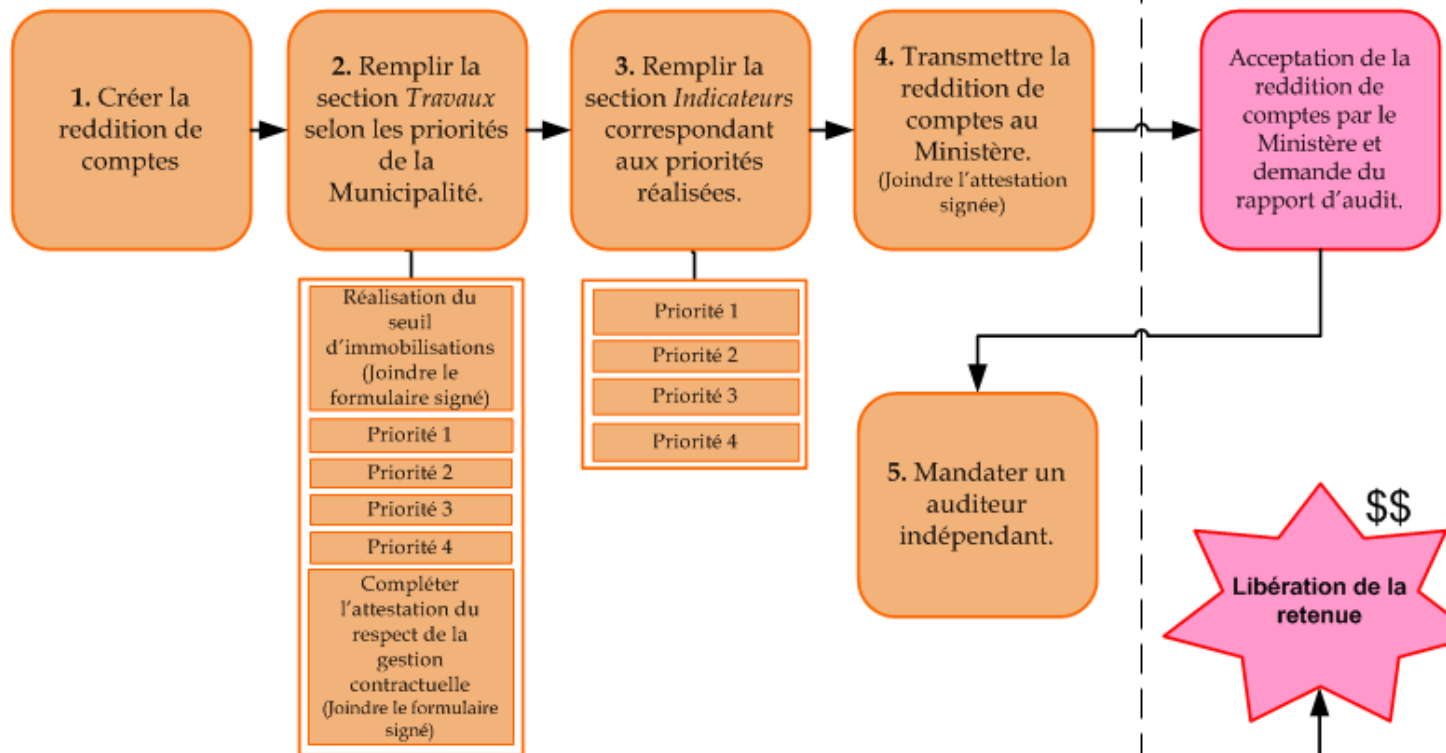 1. Créer la
reddition de
comptes
2. Remplir la
section Travaux
selon les priorités
de la
Municipalité.
3. Remplir la
section Indicateurs
correspondant
aux priorités
réalisées.
4. Transmettre la
reddition de
comptes au
Ministère.
(Joindre l'attestation
signée)
Acceptation de la
reddition de
comptes par le
Ministère et
demande du
rapport d'audit.
Réalisation du
seuil
d'immobilisations
(Joindre le
formulaire signé)
Priorité 1
Priorité 2
Priorité 3
Priorité 4
Compléter
l'attestation du
respect de la
gestion
contractuelle
(Joindre le formulaire
signé)
Priorité 1
Priorité 2
Priorité 3
Priorité 4
5. Mandater un
auditeur
indépendant.
$$
Libération de la
retenue